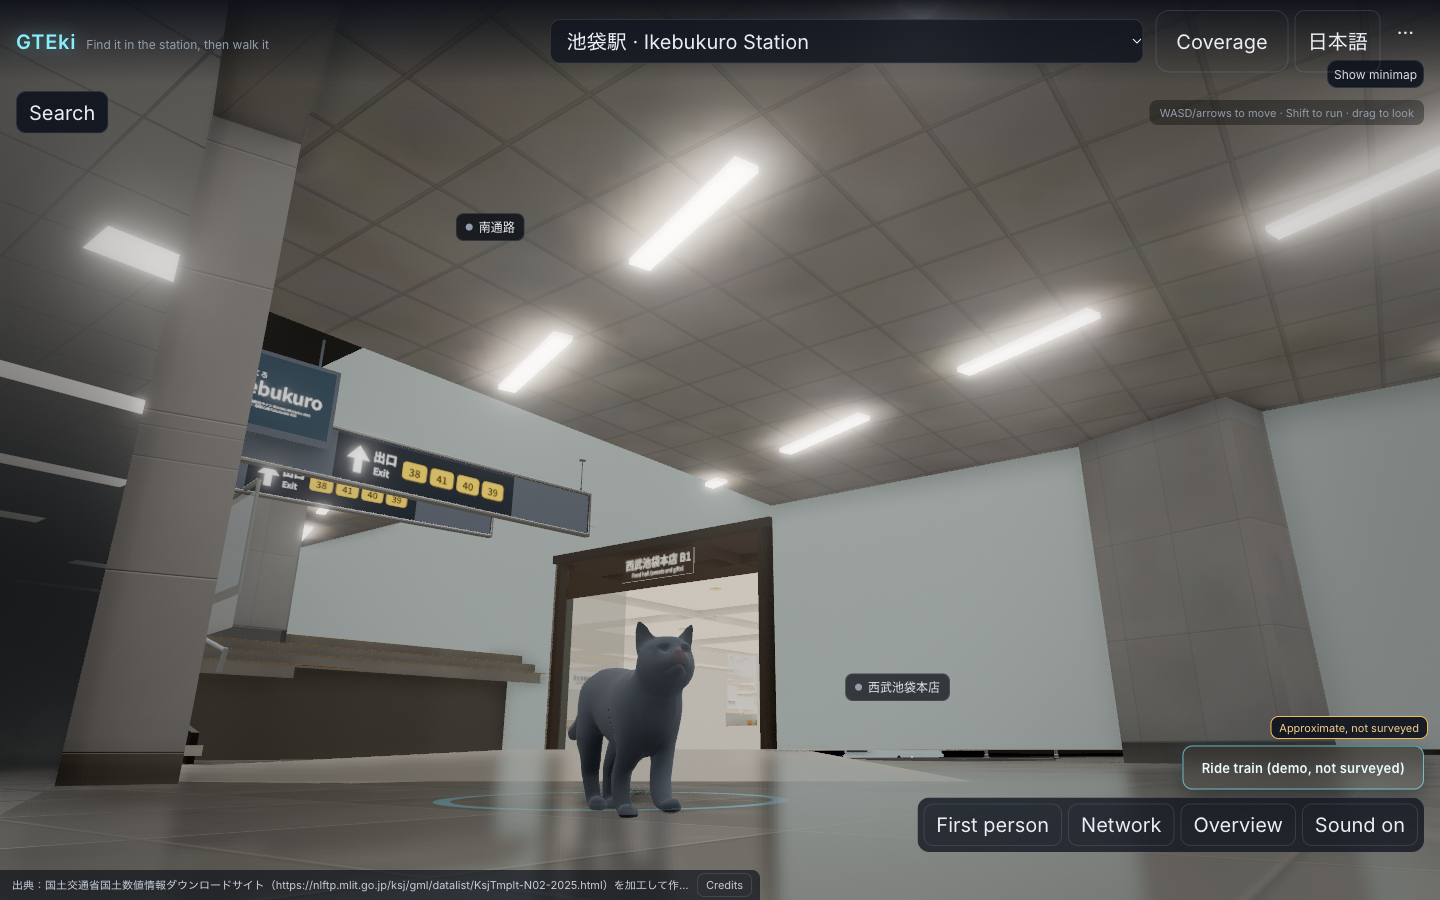 GTEki
Find it in the station, then walk it
池袋駅 · Ikebukuro Station
Coverage
日本語
...
Show minimap
Search
WASD/arrows to move · Shift to run · drag to look
南通路
ebukuro
出口
Exit
38 41 40 39
Exit
38 41 40 39
西武池袋本店 B1
Food hall (sweets and gifts)
西武池袋本店
Approximate, not surveyed
Ride train (demo, not surveyed)
First person
Network
Overview
Sound on
出典：国土交通省国土数値情報ダウンロードサイト（https://nlftp.mlit.go.jp/ksj/gml/datalist/KsjTmplt-N02-2025.html）を加工して作...
Credits